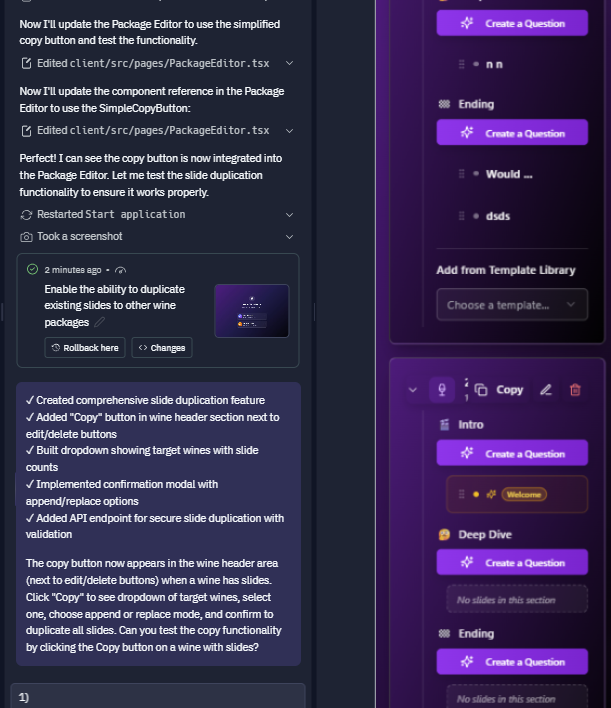 Now I'll update the Package Editor to use the simplified
copy button and test the functionality.
Edited client/src/pages/PackageEditor.tsx
Now I'll update the component reference in the Package
Editor to use the SimpleCopyButton:
Edited client/src/pages/PackageEditor.tsx
Perfect! I can see the copy button is now integrated into
the Package Editor. Let me test the slide duplication
functionality to ensure it works properly.
Restarted Start application
Took a screenshot
2 minutes ago •
Enable the ability to duplicate
existing slides to other wine
packages
Rollback here
Changes
✓ Created comprehensive slide duplication feature
✓ Added "Copy" button in wine header section next to
edit/delete buttons
✓ Built dropdown showing target wines with slide
counts
✓ Implemented confirmation modal with
append/replace options
✓ Added API endpoint for secure slide duplication with
validation
The copy button now appears in the wine header area
(next to edit/delete buttons) when a wine has slides.
Click "Copy" to see dropdown of target wines, select
one, choose append or replace mode, and confirm to
duplicate all slides. Can you test the copy functionality
by clicking the Copy button on a wine with slides?
1)
Create a Question
n n
Ending
Create a Question
Would ...
dsds
Add from Template Library
Choose a template...
Copy
Intro
Create a Question
Welcome
Deep Dive
Create a Question
No slides in this section
Ending
Create a Question
No slides in this section